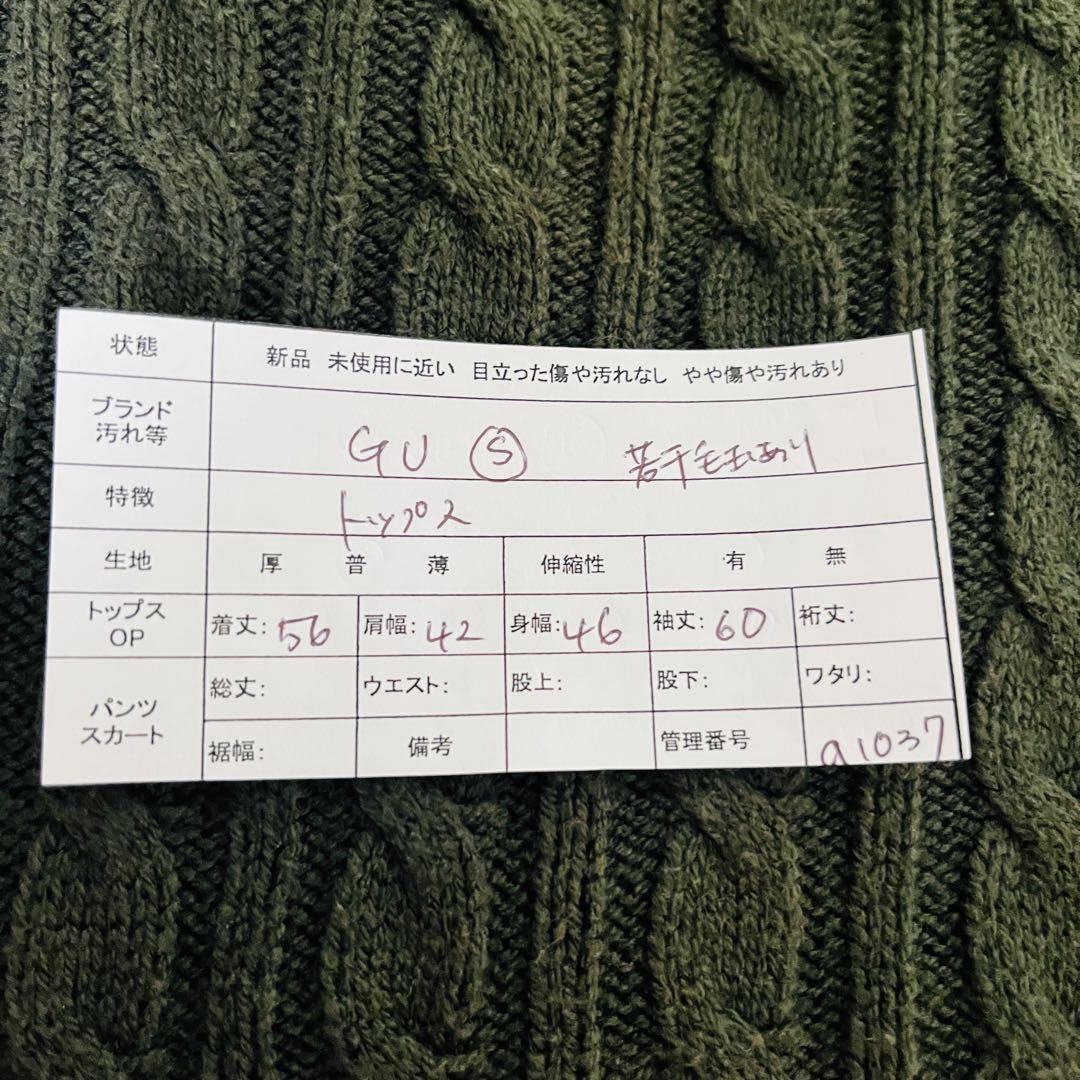 状態 新品 未使用に近い 目立った傷や汚れなし やや傷や汚れあり
ブランド
汚れ等 GU Ⓢ 若干毛玉あり
特徴 トップス
生地 厚 普 薄 伸縮性 有 無
トップス
OP 着丈: 56 肩幅: 42 身幅: 46 袖丈: 60 裄丈:
パンツ
スカート 総丈: ウエスト: 股上: 股下: ワタリ:
裾幅: 備考 管理番号 a1037